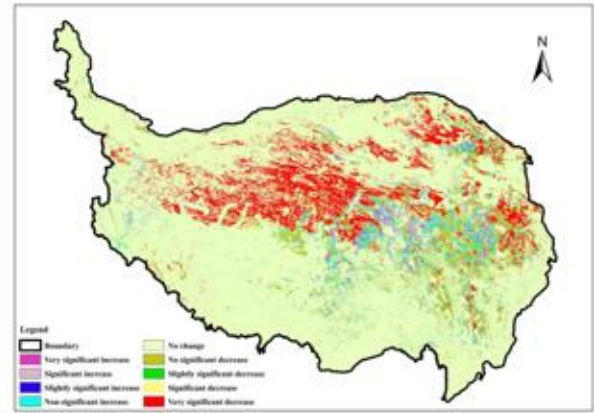 N
Legend
Boundary
No change
Very significant increase
No significant decrease
Significant increase
Slightly significant decrease
Slightly significant increase
Significant decrease
Non-significant increase
Very significant decrease